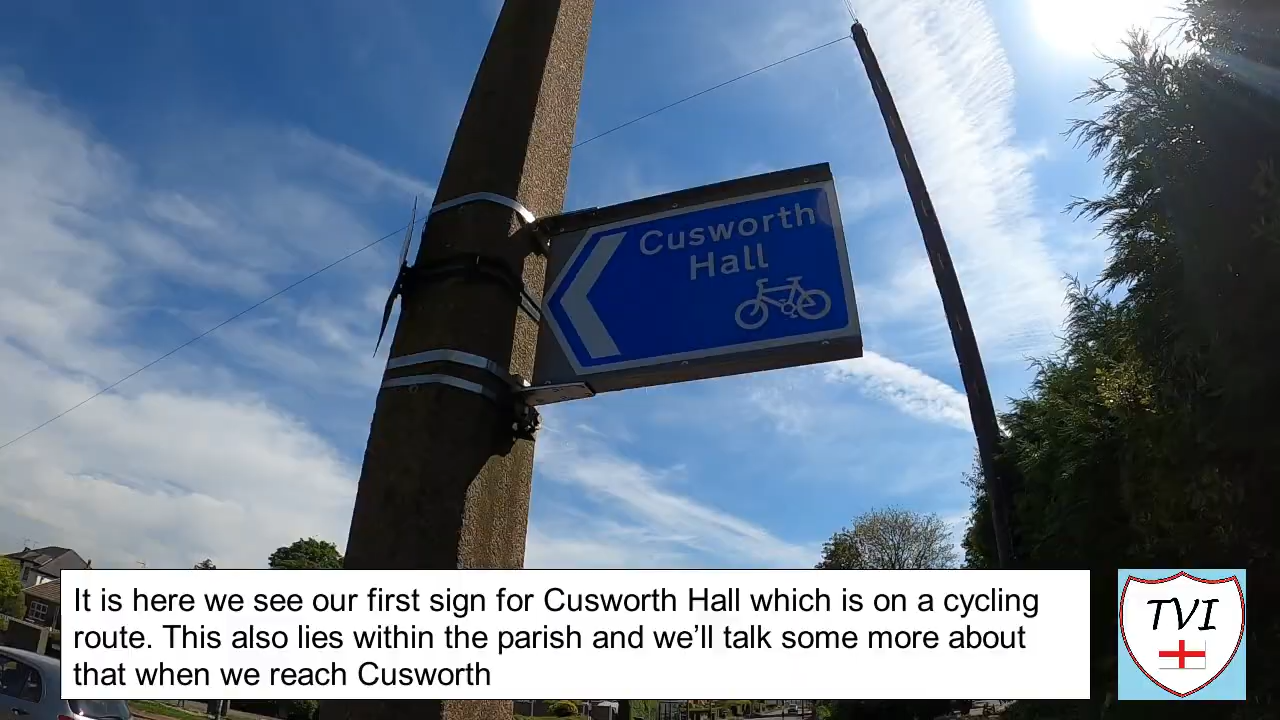 Cusworth
Hall
It is here we see our first sign for Cusworth Hall which is on a cycling
route. This also lies within the parish and we’ll talk some more about
that when we reach Cusworth
TVI